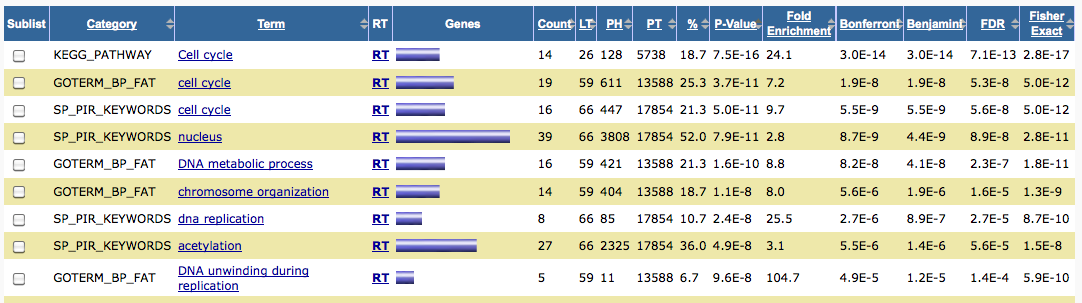 Sublist Category Term RT Genes Count LT PH PT % P-Value Fold Enrichment Bonferroni Benjamini FDR Fisher Exact
KEGG_PATHWAY Cell cycle RT 14 26 128 5738 18.7 7.5E-16 24.1 3.0E-14 3.0E-14 7.1E-13 2.8E-17
GOTERM_BP_FAT cell cycle RT 19 59 611 13588 25.3 3.7E-11 7.2 1.9E-8 1.9E-8 5.3E-8 5.0E-12
SP_PIR_KEYWORDS cell cycle RT 16 66 447 17854 21.3 5.0E-11 9.7 5.5E-9 5.5E-9 5.6E-8 5.0E-12
SP_PIR_KEYWORDS nucleus RT 39 66 3808 17854 52.0 7.9E-11 2.8 8.7E-9 4.4E-9 8.9E-8 2.8E-11
GOTERM_BP_FAT DNA metabolic process RT 16 59 421 13588 21.3 1.6E-10 8.8 8.2E-8 4.1E-8 2.3E-7 1.8E-11
GOTERM_BP_FAT chromosome organization RT 14 59 404 13588 18.7 1.1E-8 8.0 5.6E-6 1.9E-6 1.6E-5 1.3E-9
SP_PIR_KEYWORDS dna replication RT 8 66 85 17854 10.7 2.4E-8 25.5 2.7E-6 8.9E-7 2.7E-5 8.7E-10
SP_PIR_KEYWORDS acetylation RT 27 66 2325 17854 36.0 4.9E-8 3.1 5.5E-6 1.4E-6 5.6E-5 1.5E-8
GOTERM_BP_FAT DNA unwinding during replication RT 5 59 11 13588 6.7 9.6E-8 104.7 4.9E-5 1.2E-5 1.4E-4 5.9E-10